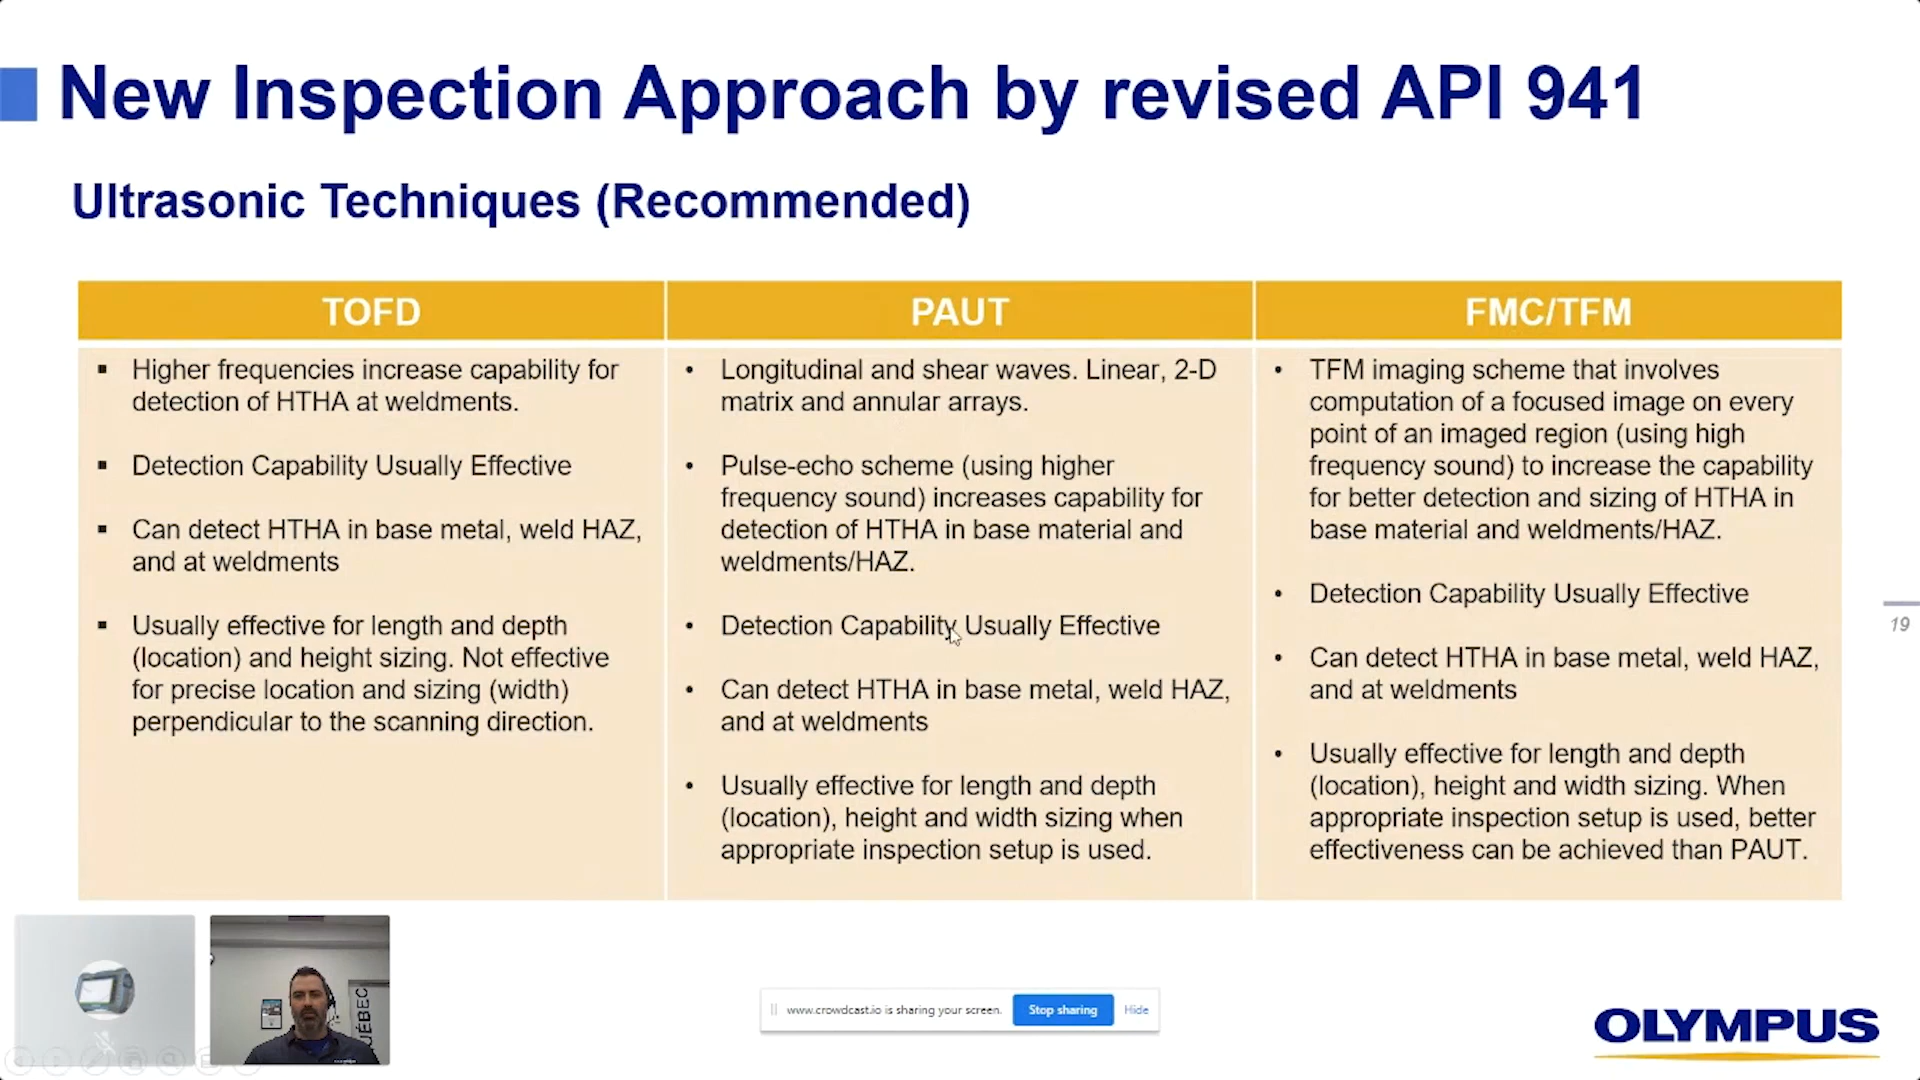 New Inspection Approach by revised API 941
Ultrasonic Techniques (Recommended)
TOFD
Higher frequencies increase capability for
detection of HTHA at weldments.
Detection Capability Usually Effective
Can detect HTHA in base metal, weld HAZ,
and at weldments
Usually effective for length and depth
(location) and height sizing. Not effective
for precise location and sizing (width)
perpendicular to the scanning direction.
PAUT
Longitudinal and shear waves. Linear, 2-D
matrix and annular arrays.
Pulse-echo scheme (using higher
frequency sound) increases capability for
detection of HTHA in base material and
weldments/HAZ.
Detection Capability Usually Effective
Can detect HTHA in base metal, weld HAZ,
and at weldments
Usually effective for length and depth
(location), height and width sizing when
appropriate inspection setup is used.
FMC/TFM
TFM imaging scheme that involves
computation of a focused image on every
point of an imaged region (using high
frequency sound) to increase the capability
for better detection and sizing of HTHA in
base material and weldments/HAZ.
Detection Capability Usually Effective
Can detect HTHA in base metal, weld HAZ,
and at weldments
Usually effective for length and depth
(location), height and width sizing. When
appropriate inspection setup is used, better
effectiveness can be achieved than PAUT.
19
QUÉBEC
www.crowdcast.io is sharing your screen.
Stop sharing
Hide
OLYMPUS